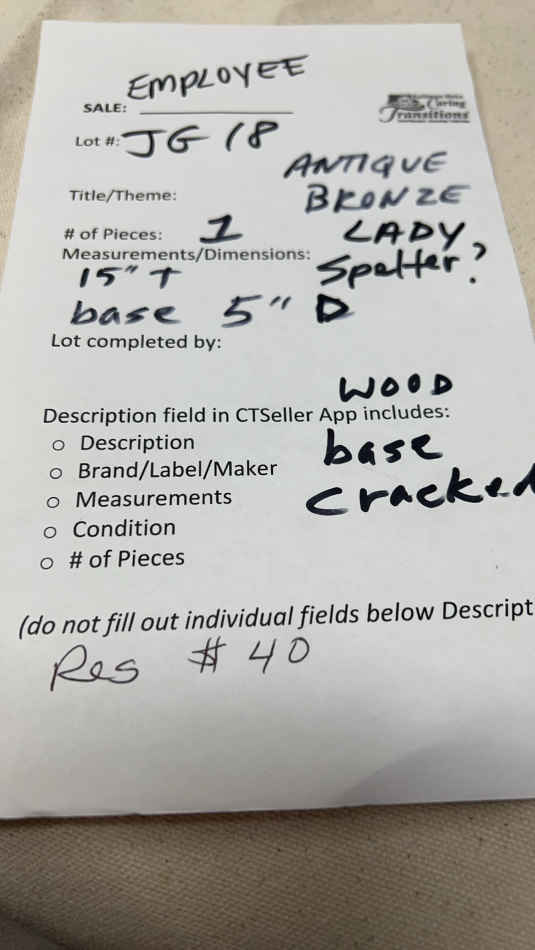 SALE: EMPLOYEE
Caring
Transitions
Lot #: JG 18
ANTIQUE
Title/Theme: BRONZE
# of Pieces: 1 LADY
Measurements/Dimensions:
15" T Spelter?
base 5" D
Lot completed by:
WOOD
Description field in CTSeller App includes:
○ Description base
○ Brand/Label/Maker
○ Measurements cracked
○ Condition
○ # of Pieces
(do not fill out individual fields below Descript
Res $ 40